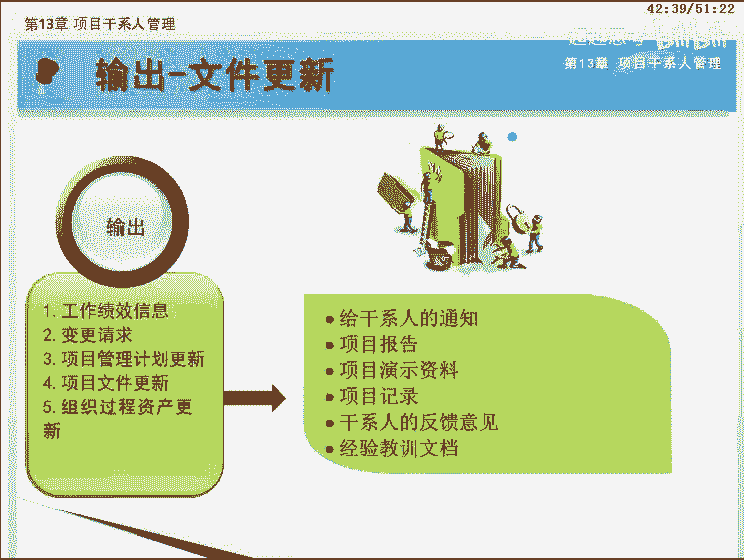 42:39/51:22
第13章 项目干系人管理
bilibili
第13章 项目干系人管理
输出-文件更新
输出
1. 工作绩效信息
2. 变更请求
3. 项目管理计划更新
4. 项目文件更新
5. 组织过程资产更
新
●给干系人的通知
●项目报告
●项目演示资料
●项目记录
●干系人的反馈意见
●经验教训文档